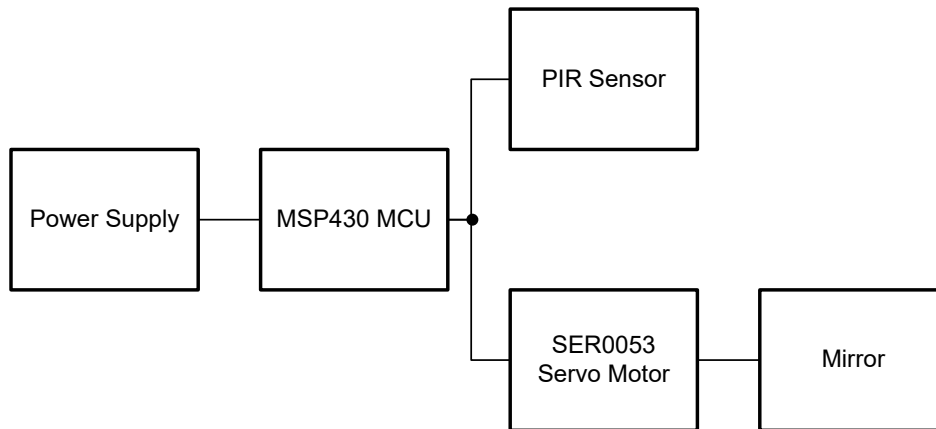 PIR Sensor
Power Supply
MSP430 MCU
SER0053
Servo Motor
Mirror